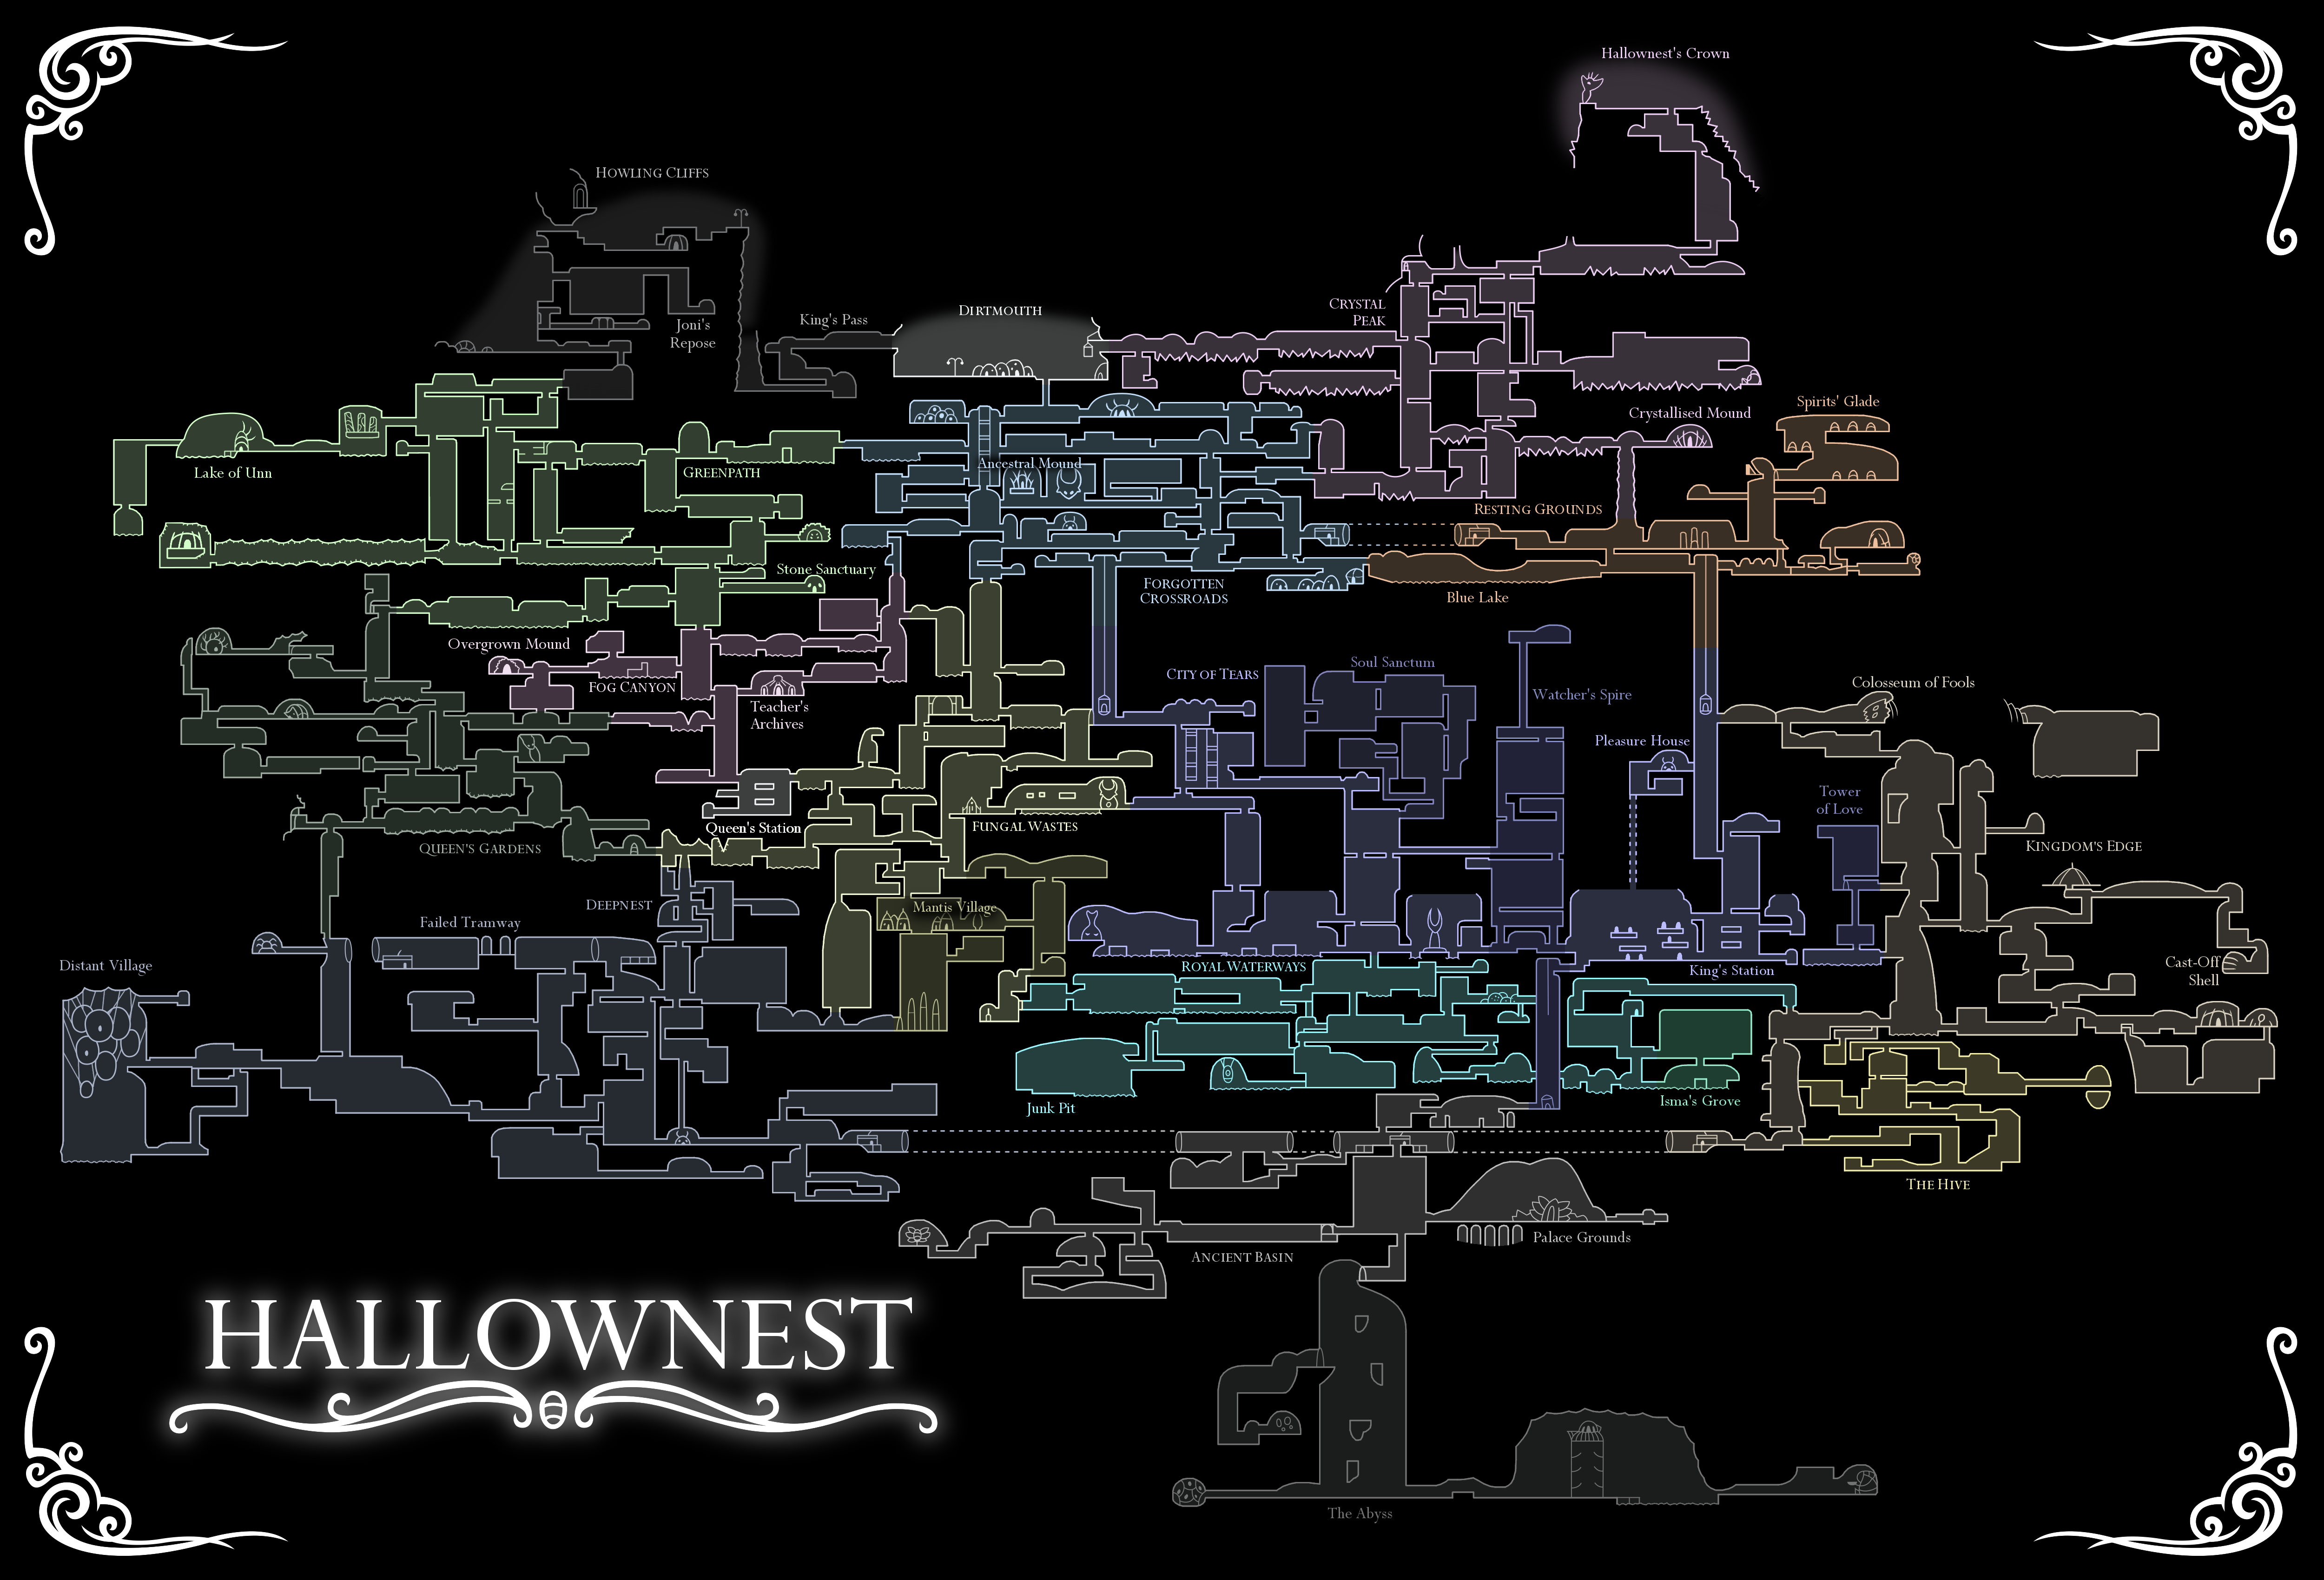 Hallownest's Crown
HOWLING CLIFFS
CRYSTAL
PEAK
DIRTMOUTH
King's Pass
Joni's
Repose
Spirits' Glade
Crystallised Mound
Lake of Unn
GREENPATH
Ancestral Mound
RESTING GROUNDS
Stone Sanctuary
FORGOTTEN
CROSSROADS
Blue Lake
Overgrown Mound
FOG CANYON
Teacher's
Archives
CITY OF TEARS
Soul Sanctum
Watcher's Spire
Colosseum of Fools
Pleasure House
Tower
of Love
Queen's Station
FUNGAL WASTES
QUEEN'S GARDENS
KINGDOM'S EDGE
DEEPNEST
Mantis Village
Failed Tramway
Distant Village
ROYAL WATERWAYS
King's Station
Cast-Off
Shell
Junk Pit
Isma's Grove
THE HIVE
ANCIENT BASIN
Palace Grounds
HALLOWNEST
The Abyss